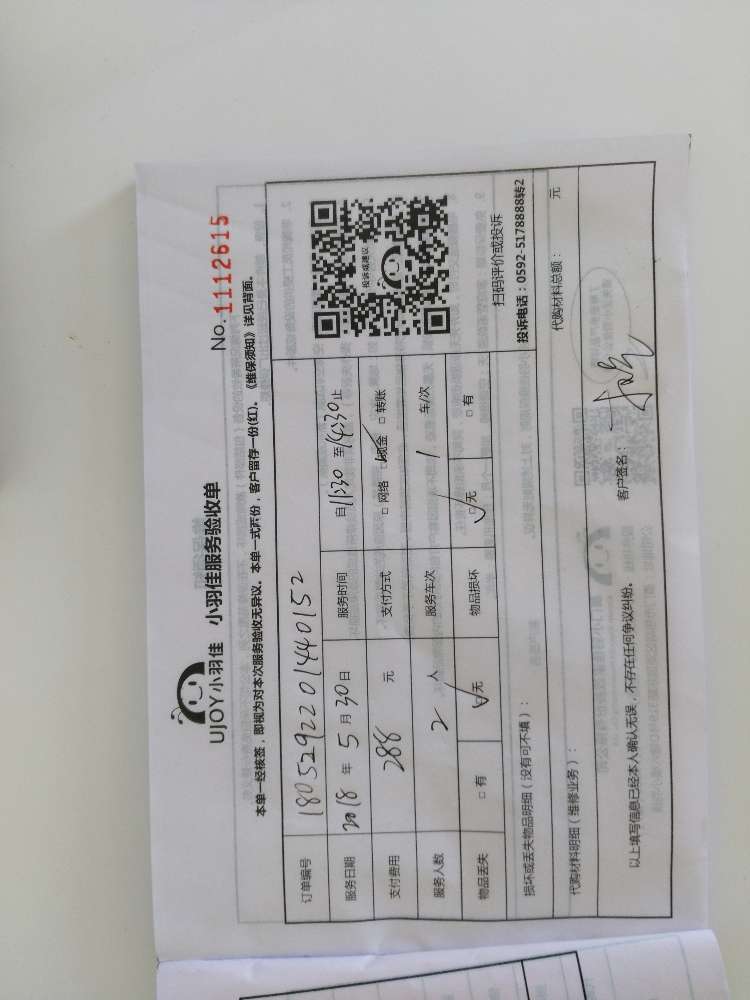 UJOY小羽佳 小羽佳服务验收单
No. 1112615
本单一经核签，即视为对本次服务验收无异议。本单一式两份，客户留存一份(红)。《维保须知》详见背面。
订单编号 1805292201440152
服务日期 2018 年 5 月 30 日 服务时间 自 11:30 至 14:30 止
支付费用 288 元 支付方式 □ 网络 ☑ 现金 □ 转账
服务人数 2 人 服务车次 1 车/次
物品丢失 □ 有 ☑ 无 物品损坏 ☑ 无 □ 有
投诉或建议
扫码评价或投诉
投诉电话：0592-5178888转2
损坏或丢失物品明细（没有可不填）：
代购材料明细（维修业务）： 代购材料总额： 元
以上填写信息已经本人确认无误，不存在任何争议纠纷。 客户签名：